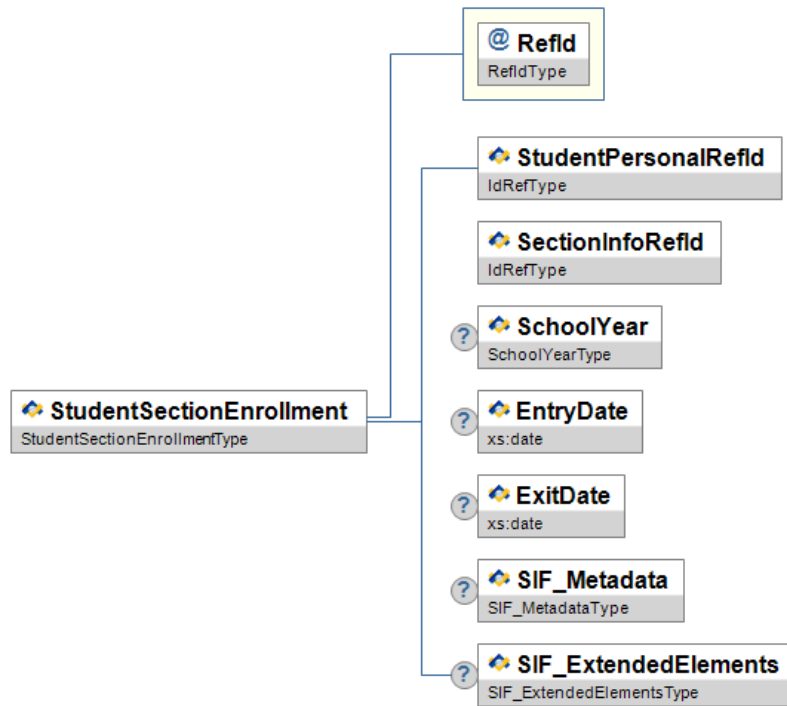 @ RefId
RefIdType
StudentPersonalRefId
IdRefType
SectionInfoRefId
IdRefType
? SchoolYear
SchoolYearType
StudentSectionEnrollment
StudentSectionEnrollmentType
? EntryDate
xs:date
? ExitDate
xs:date
? SIF_Metadata
SIF_MetadataType
? SIF_ExtendedElements
SIF_ExtendedElementsType